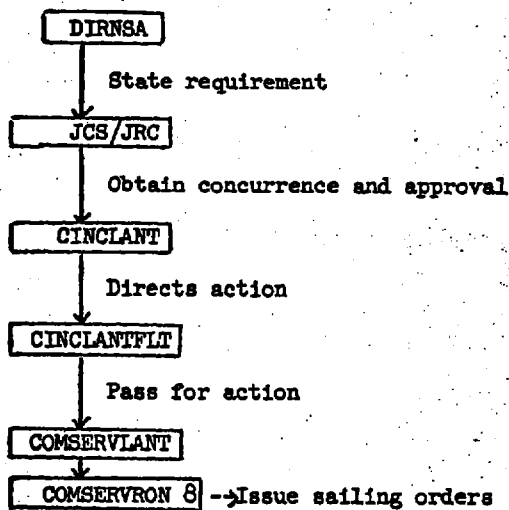 DIRNSA
State requirement
JCS/JRC
Obtain concurrence and approval
CINCLANT
Directs action
CINCLANTFLT
Pass for action
COMSERVLANT
COMSERVRON 8 → Issue sailing orders